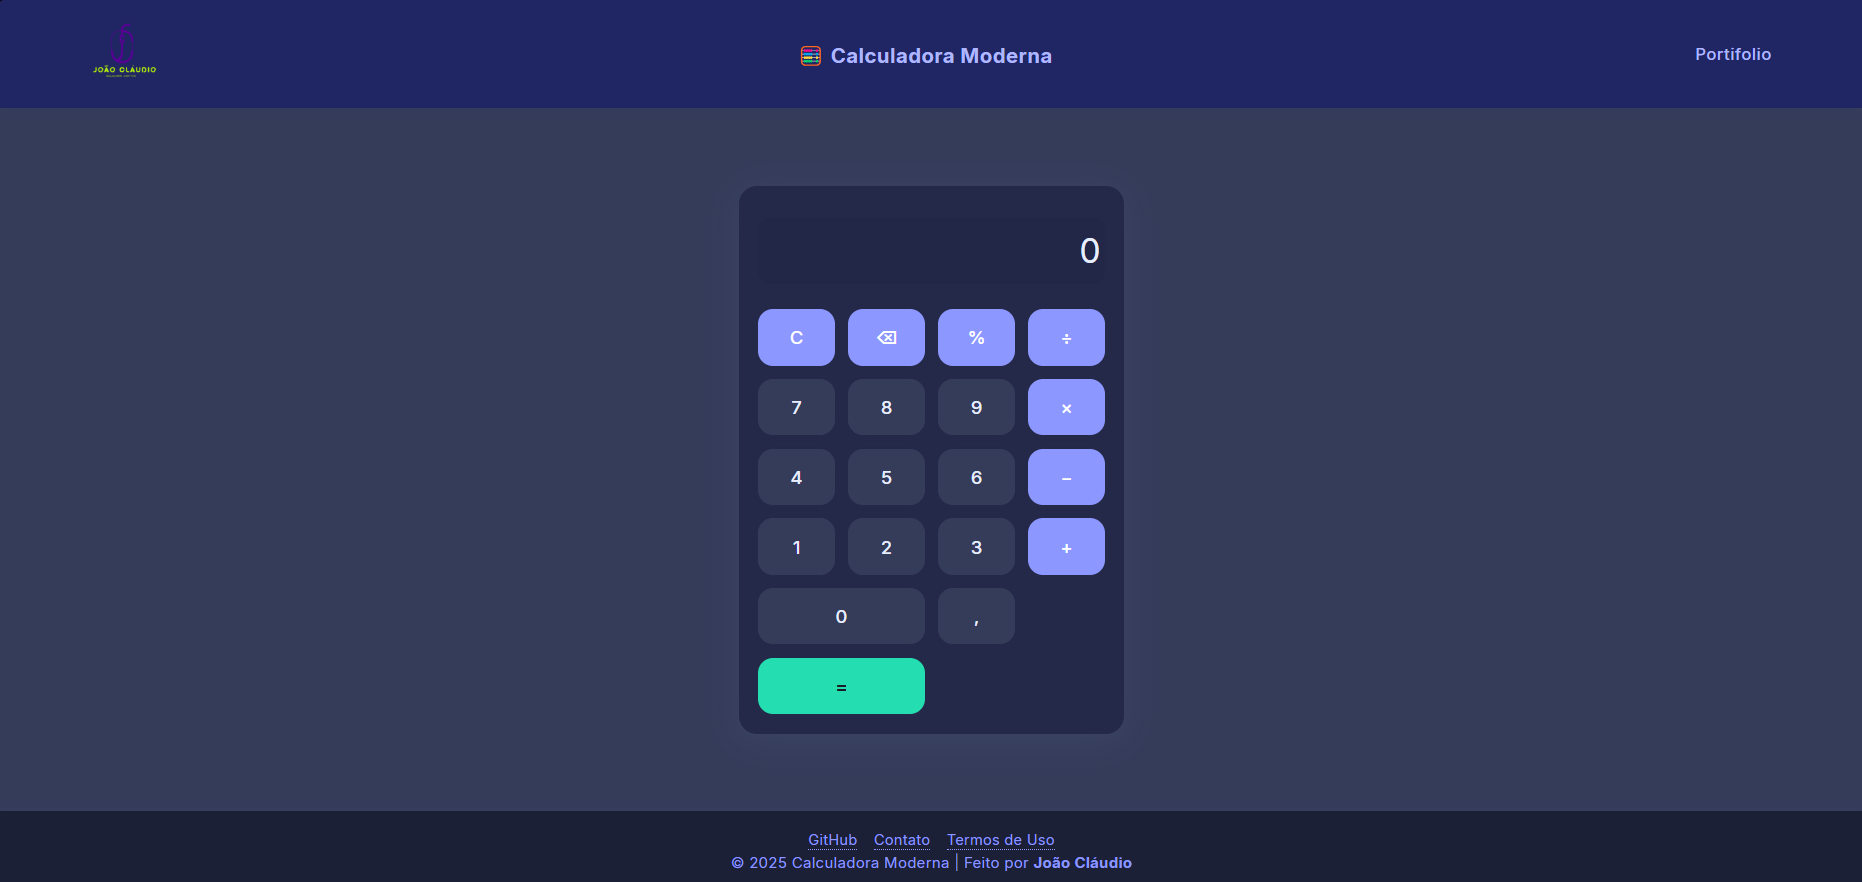 JOÃO CLÁUDIO
🧮 Calculadora Moderna
Portifolio
0
C ⌫ % ÷
7 8 9 ×
4 5 6 −
1 2 3 +
0 ,
=
GitHub Contato Termos de Uso
© 2025 Calculadora Moderna | Feito por João Cláudio